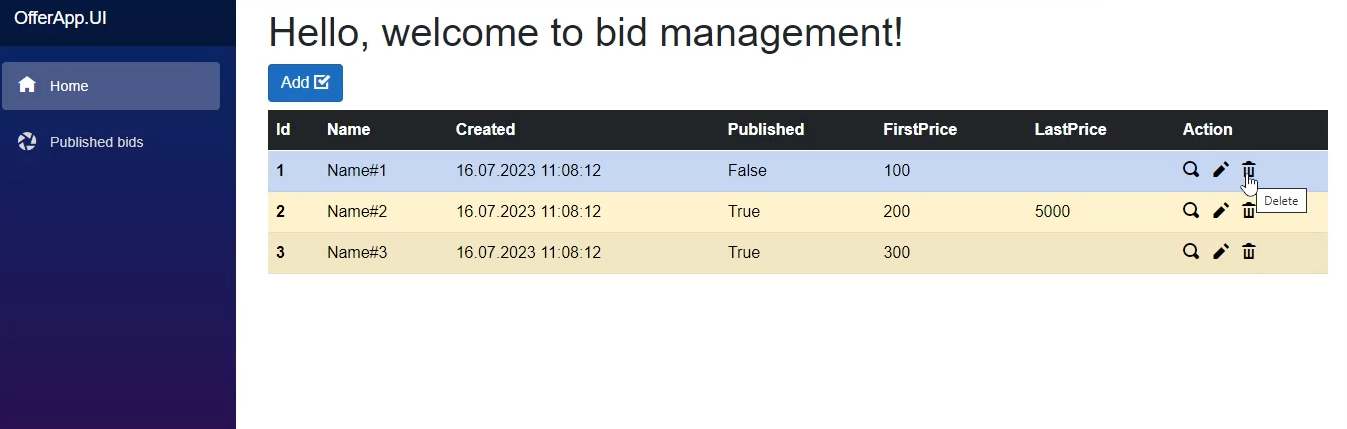 OfferApp.UI
Home
Published bids
Hello, welcome to bid management!
Add
Id Name Created Published FirstPrice LastPrice Action
1 Name#1 16.07.2023 11:08:12 False 100
2 Name#2 16.07.2023 11:08:12 True 200 5000
3 Name#3 16.07.2023 11:08:12 True 300
Delete